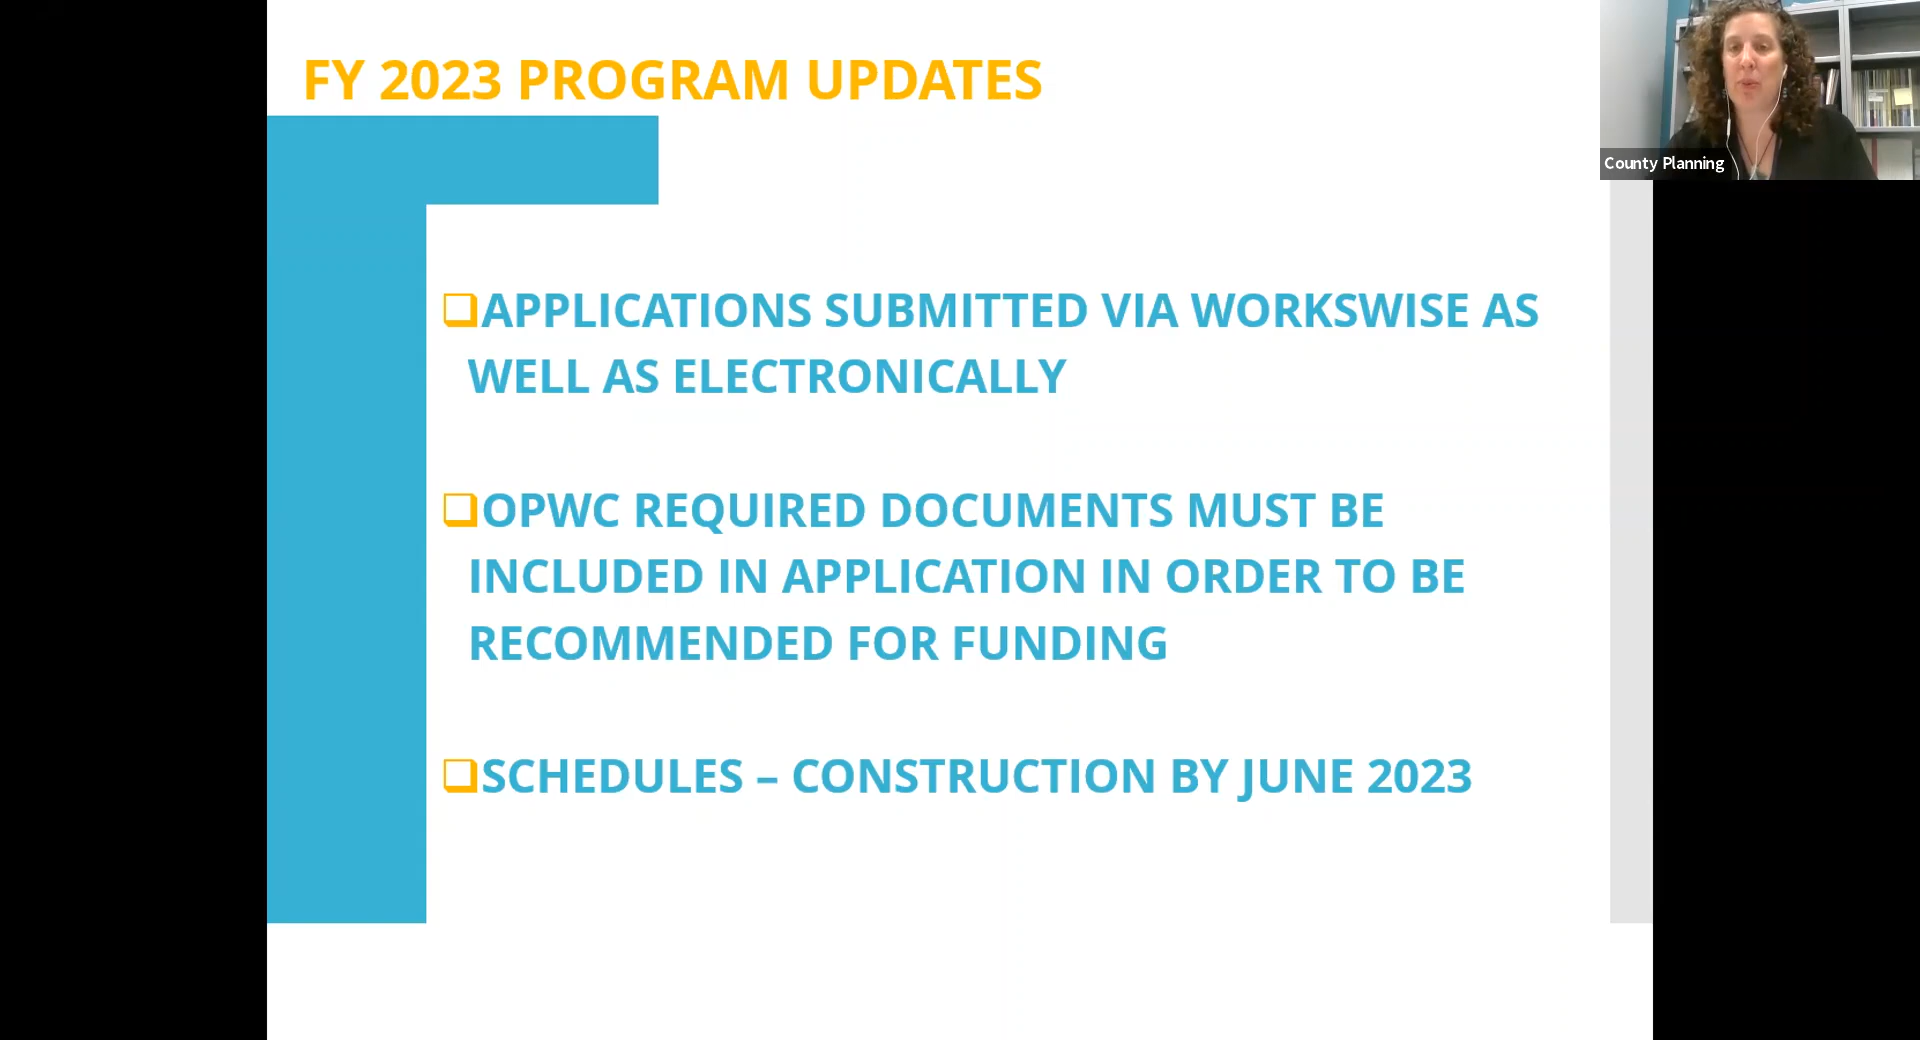 FY 2023 PROGRAM UPDATES
County Planning
APPLICATIONS SUBMITTED VIA WORKSWISE AS
WELL AS ELECTRONICALLY
OPWC REQUIRED DOCUMENTS MUST BE
INCLUDED IN APPLICATION IN ORDER TO BE
RECOMMENDED FOR FUNDING
SCHEDULES – CONSTRUCTION BY JUNE 2023